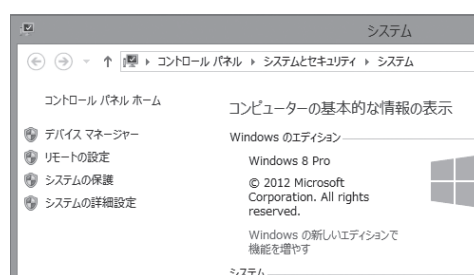 システム
コントロール パネル ▸ システムとセキュリティ ▸ システム
コントロール パネル ホーム
デバイス マネージャー
リモートの設定
システムの保護
システムの詳細設定
コンピューターの基本的な情報の表示
Windows のエディション
Windows 8 Pro
© 2012 Microsoft
Corporation. All rights
reserved.
Windows の新しいエディションで
機能を増やす
システム